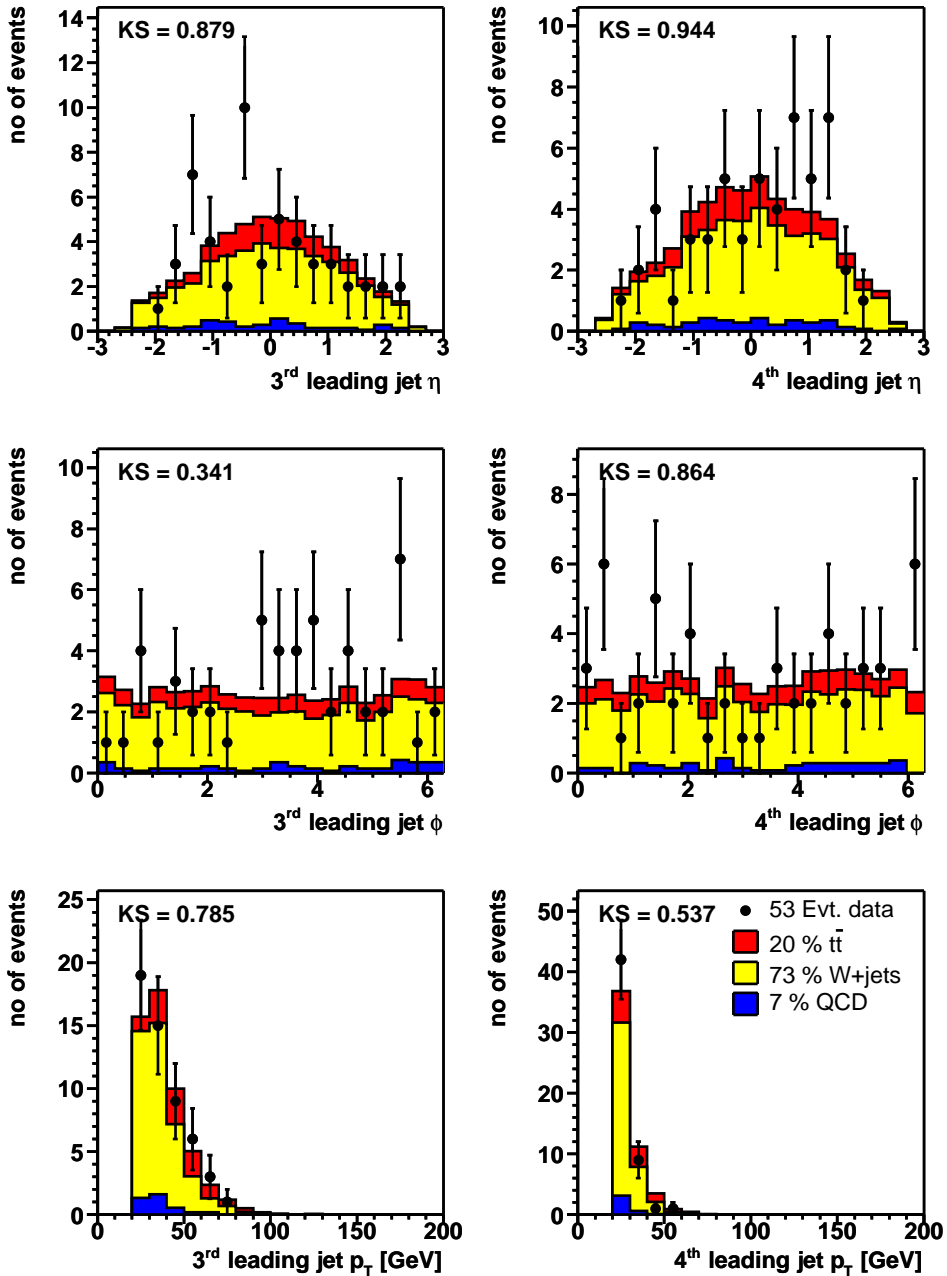 KS = 0.879
no of events
14
12
10
8
6
4
2
0
-3 -2 -1 0 1 2 3
3rd leading jet η
KS = 0.944
no of events
10
8
6
4
2
0
-3 -2 -1 0 1 2 3
4th leading jet η
KS = 0.341
no of events
10
8
6
4
2
0
0 2 4 6
3rd leading jet ϕ
KS = 0.864
no of events
8
6
4
2
0
0 2 4 6
4th leading jet ϕ
KS = 0.785
no of events
25
20
15
10
5
0
0 50 100 150 200
3rd leading jet pT [GeV]
KS = 0.537
no of events
50
40
30
20
10
0
0 50 100 150 200
4th leading jet pT [GeV]
53 Evt. data
20 % tt̄
73 % W+jets
7 % QCD